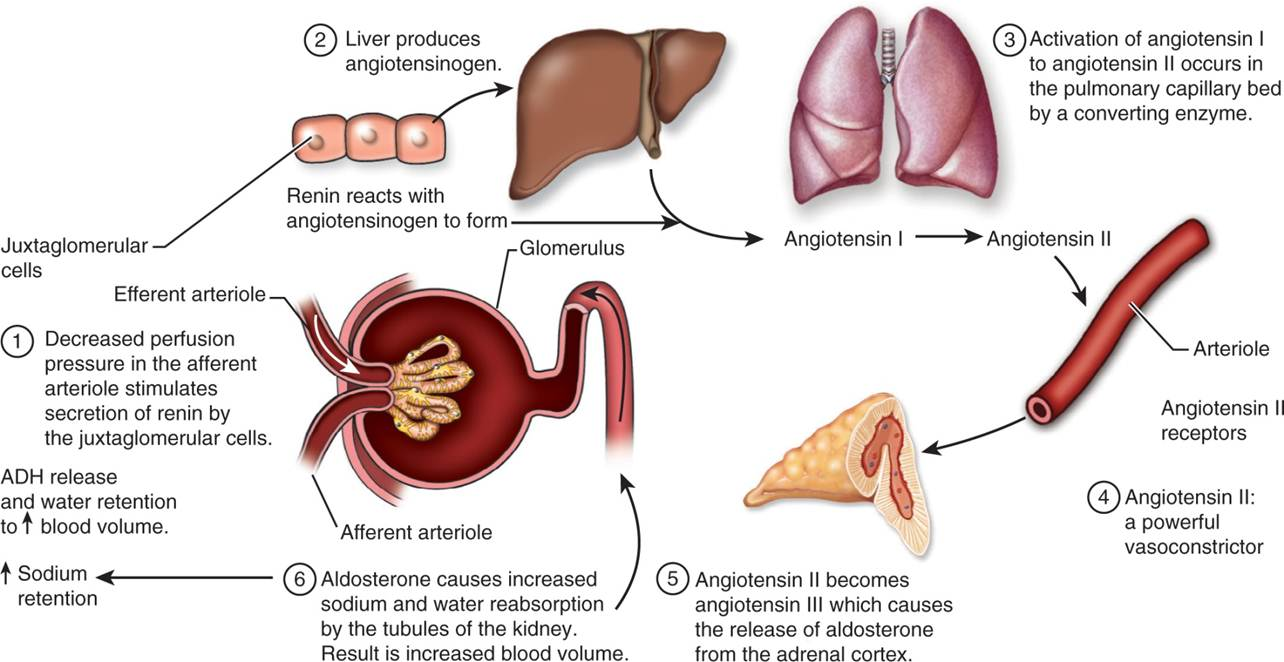 2 Liver produces
angiotensinogen.
3 Activation of angiotensin I
to angiotensin II occurs in
the pulmonary capillary bed
by a converting enzyme.
Renin reacts with
angiotensinogen to form
Juxtaglomerular
cells
Angiotensin I
Angiotensin II
Glomerulus
Efferent arteriole
1 Decreased perfusion
pressure in the afferent
arteriole stimulates
secretion of renin by
the juxtaglomerular cells.
Arteriole
Angiotensin II
receptors
ADH release
and water retention
to ↑ blood volume.
Afferent arteriole
4 Angiotensin II:
a powerful
vasoconstrictor
↑ Sodium
retention
6 Aldosterone causes increased
sodium and water reabsorption
by the tubules of the kidney.
Result is increased blood volume.
5 Angiotensin II becomes
angiotensin III which causes
the release of aldosterone
from the adrenal cortex.